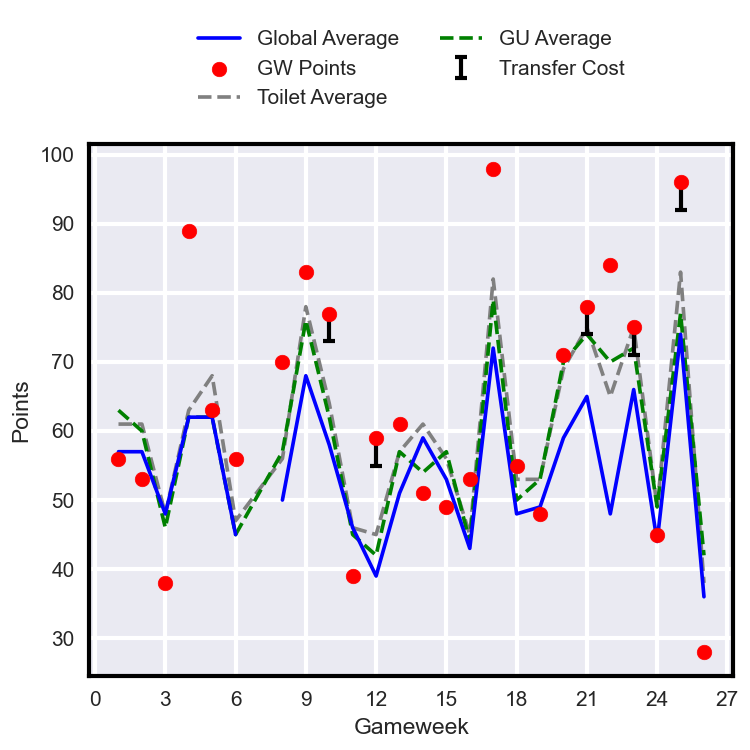 Global Average
GW Points
Toilet Average
GU Average
Transfer Cost
Points
100
90
80
70
60
50
40
30
0 3 6 9 12 15 18 21 24 27
Gameweek